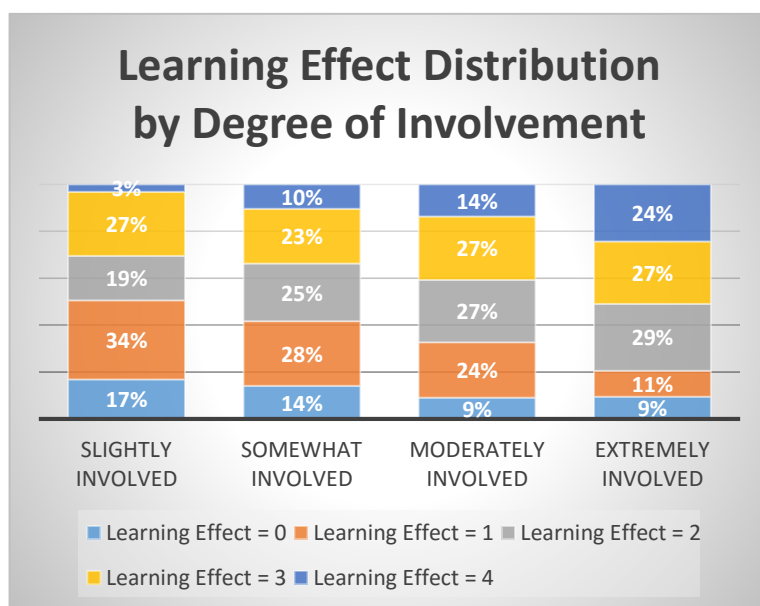 Learning Effect Distribution
by Degree of Involvement
3% 10% 14% 24%
27% 23% 27% 27%
19% 25% 27% 29%
34% 28% 24% 11%
17% 14% 9% 9%
SLIGHTLY SOMEWHAT MODERATELY EXTREMELY
INVOLVED INVOLVED INVOLVED INVOLVED
Learning Effect = 0 Learning Effect = 1 Learning Effect = 2
Learning Effect = 3 Learning Effect = 4